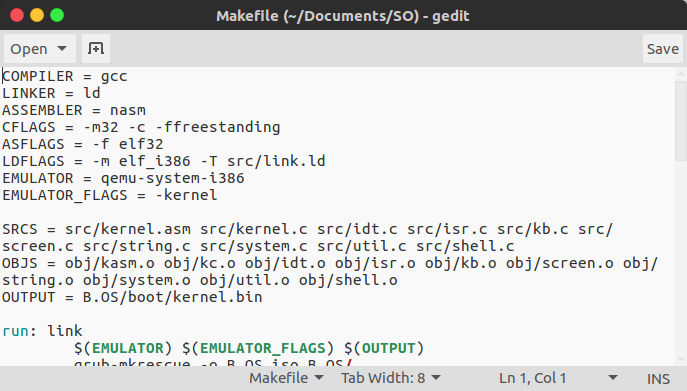 Makefile (~/Documents/SO) - gedit
Open
Save
COMPILER = gcc
LINKER = ld
ASSEMBLER = nasm
CFLAGS = -m32 -c -ffreestanding
ASFLAGS = -f elf32
LDFLAGS = -m elf_i386 -T src/link.ld
EMULATOR = qemu-system-i386
EMULATOR_FLAGS = -kernel
SRCS = src/kernel.asm src/kernel.c src/idt.c src/isr.c src/kb.c src/
screen.c src/string.c src/system.c src/util.c src/shell.c
OBJS = obj/kasm.o obj/kc.o obj/idt.o obj/isr.o obj/kb.o obj/screen.o obj/
string.o obj/system.o obj/util.o obj/shell.o
OUTPUT = B.OS/boot/kernel.bin
run: link
$(EMULATOR) $(EMULATOR_FLAGS) $(OUTPUT)
grub-mkrescue -o B.OS.iso B.OS/
Makefile
Tab Width: 8
Ln 1, Col 1
INS